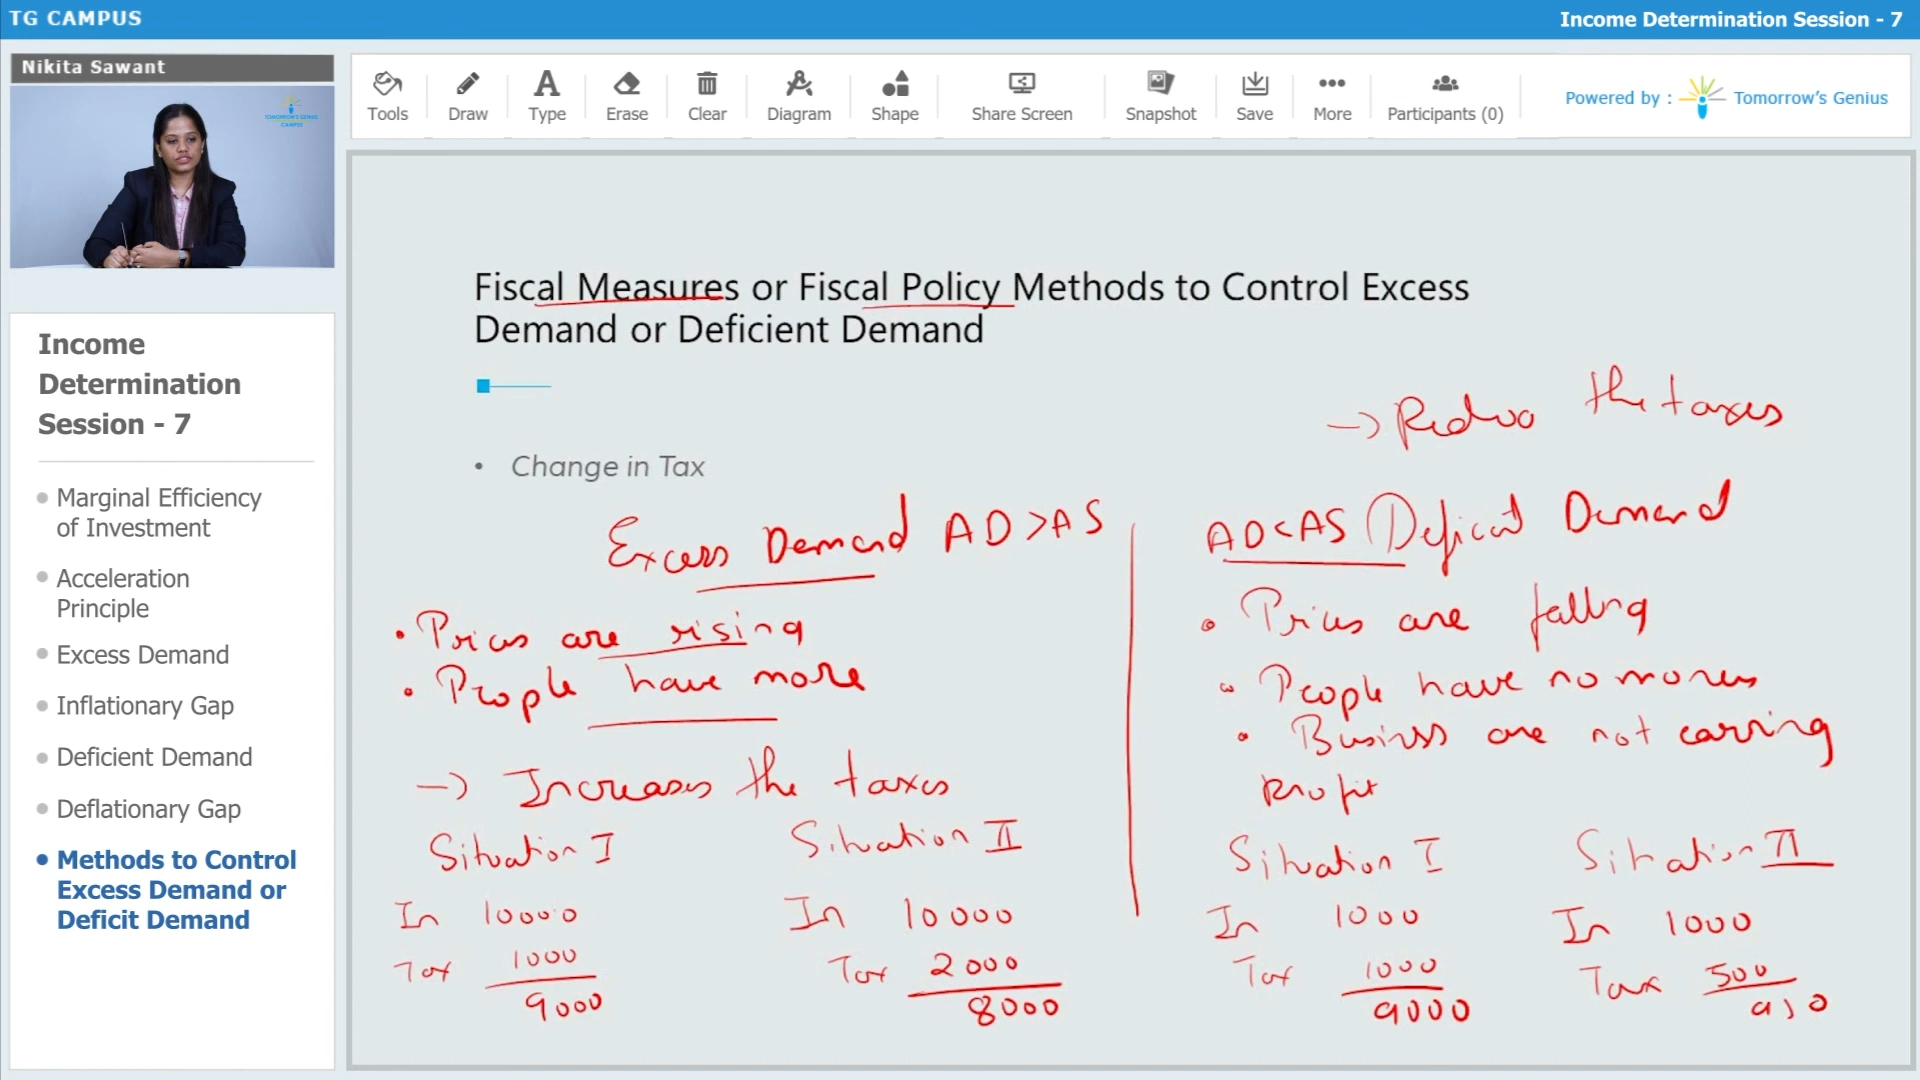 TG CAMPUS
Income Determination Session - 7
Nikita Sawant
TOMORROW'S GENIUS
CAMPUS
Tools
Draw
Type
Erase
Clear
Diagram
Shape
Share Screen
Snapshot
Save
More
Participants (0)
Powered by : Tomorrow's Genius
Income
Determination
Session - 7
Marginal Efficiency
of Investment
Acceleration
Principle
Excess Demand
Inflationary Gap
Deficient Demand
Deflationary Gap
Methods to Control
Excess Demand or
Deficit Demand
Fiscal Measures or Fiscal Policy Methods to Control Excess
Demand or Deficient Demand
• Change in Tax
Excess Demand AD>AS
• Prices are rising
• People have more
→ Increases the taxes
Situation I Situation II
In 10000 In 10000
Tax 1000 Tax 2000
9000 8000
→ the taxes
AD<AS Deficit Demand
• Prices are falling
• People have no money
• Business are not
Profit
Situation I Situation II
In 1000 In 1000
Tax 1000 Tax 500
9000